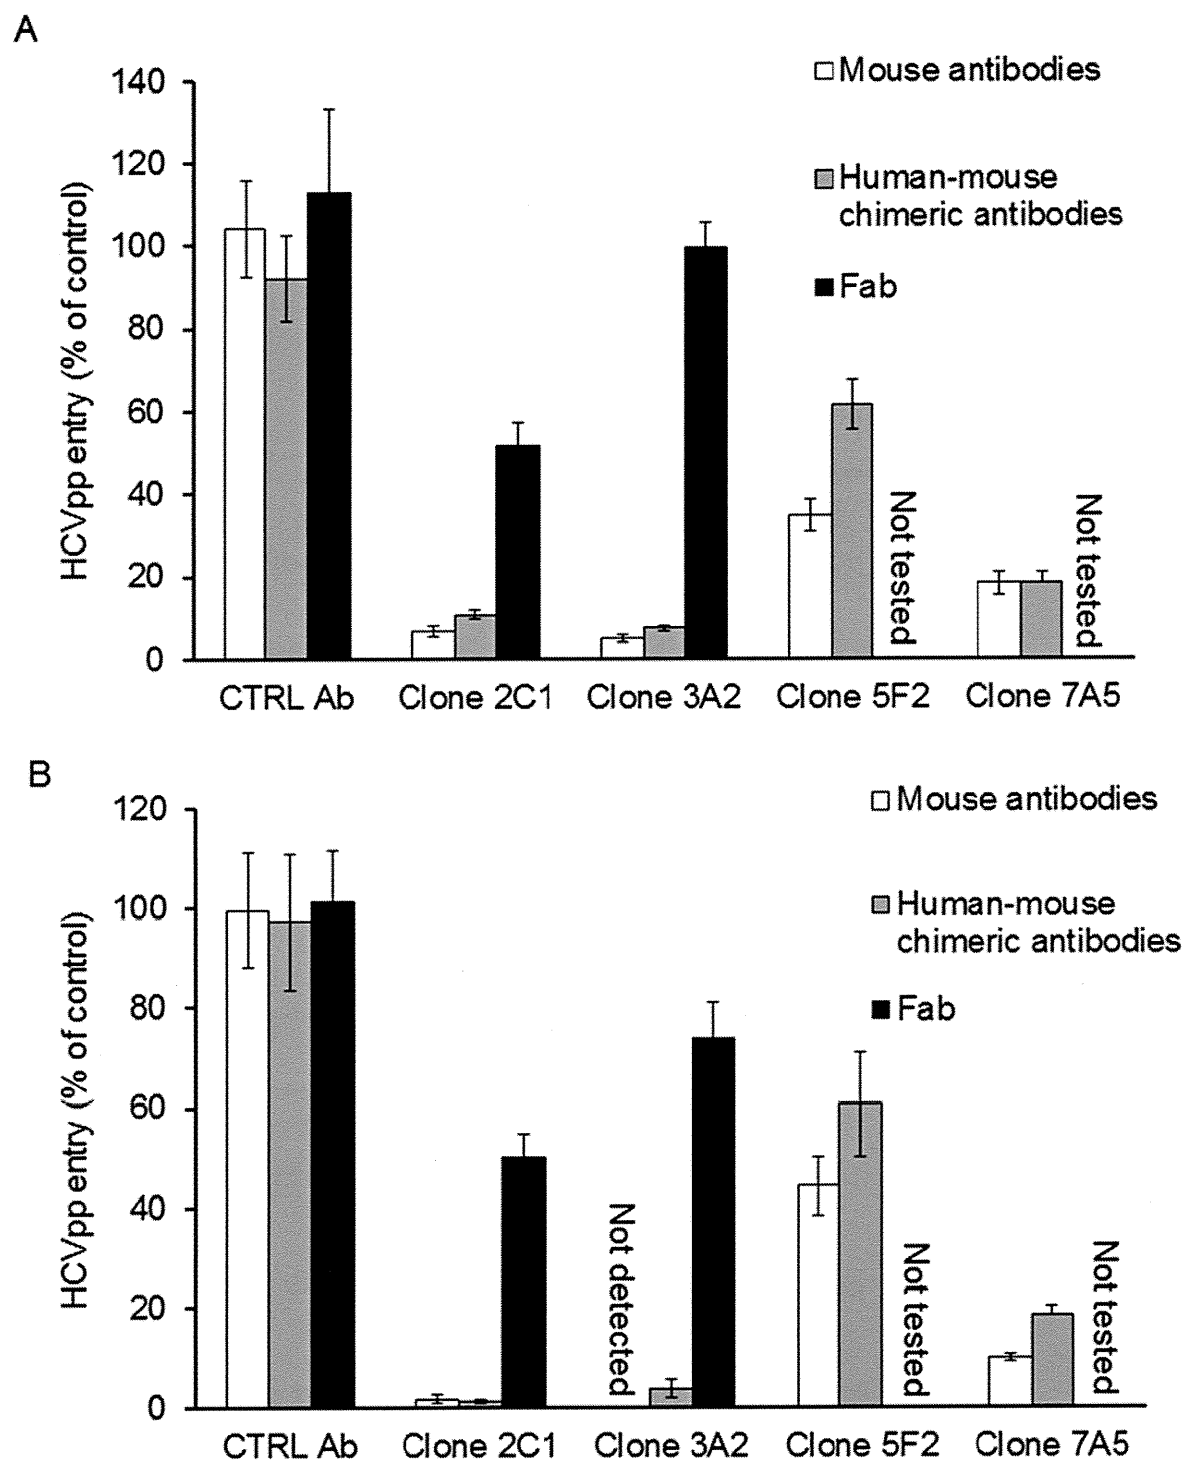 A
HCVpp entry (% of control)
140
120
100
80
60
40
20
0
Mouse antibodies
Human-mouse
chimeric antibodies
Fab
Not tested
Not tested
CTRL Ab
Clone 2C1
Clone 3A2
Clone 5F2
Clone 7A5
B
HCVpp entry (% of control)
120
100
80
60
40
20
0
Mouse antibodies
Human-mouse
chimeric antibodies
Fab
Not detected
Not tested
Not tested
CTRL Ab
Clone 2C1
Clone 3A2
Clone 5F2
Clone 7A5